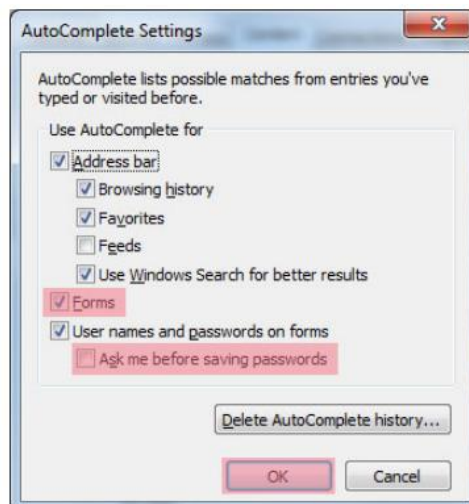 AutoComplete Settings
AutoComplete lists possible matches from entries you've
typed or visited before.
Use AutoComplete for
Address bar
Browsing history
Favorites
Feeds
Use Windows Search for better results
Forms
User names and passwords on forms
Ask me before saving passwords
Delete AutoComplete history...
OK
Cancel